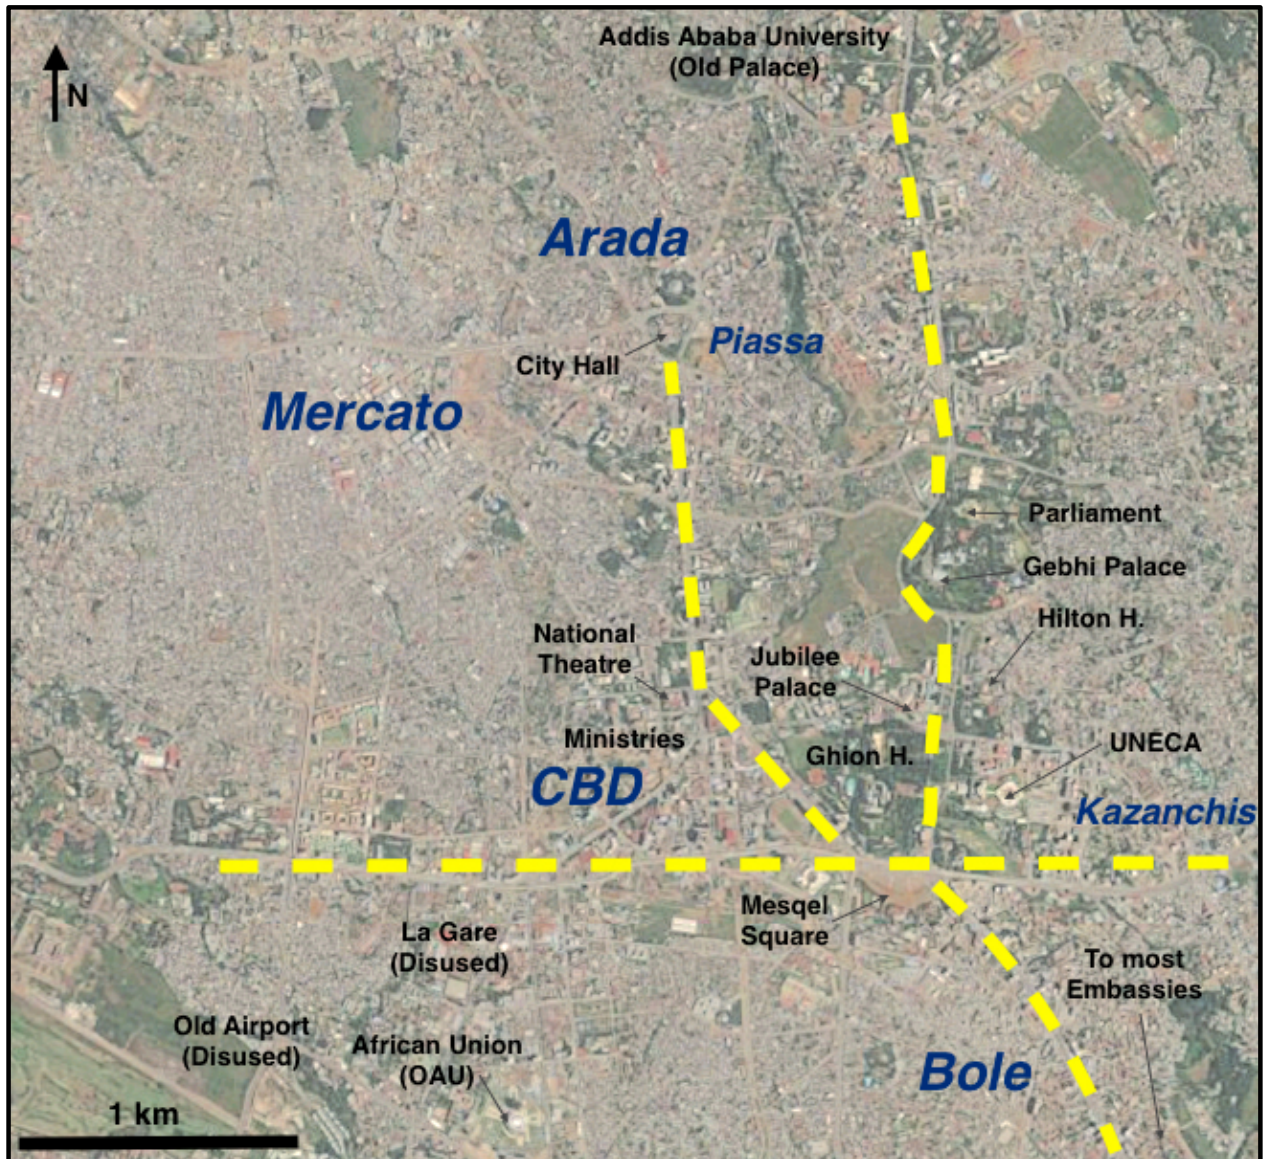 Addis Ababa University
(Old Palace)
N
Arada
Piassa
City Hall
Mercato
Parliament
Gebhi Palace
Hilton H.
National
Theatre
Jubilee
Palace
Ministries
Ghion H.
UNECA
CBD
Kazanchis
Mesqel
Square
La Gare
(Disused)
To most
Embassies
Old Airport
(Disused)
African Union
(OAU)
Bole
1 km